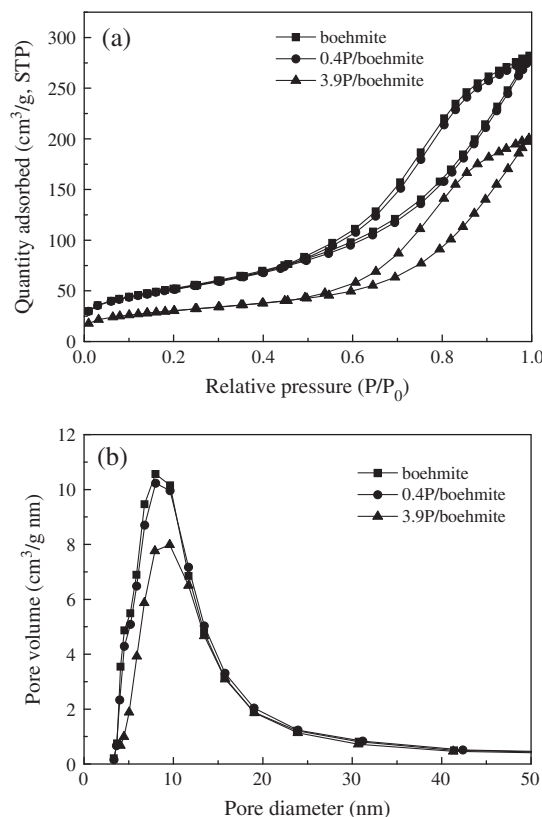 (a)
boehmite
0.4P/boehmite
3.9P/boehmite
Quantity adsorbed (cm³/g, STP)
300
250
200
150
100
50
0
0.0 0.2 0.4 0.6 0.8 1.0
Relative pressure (P/P₀)
(b)
boehmite
0.4P/boehmite
3.9P/boehmite
Pore volume (cm³/g nm)
12
10
8
6
4
2
0
0 10 20 30 40 50
Pore diameter (nm)